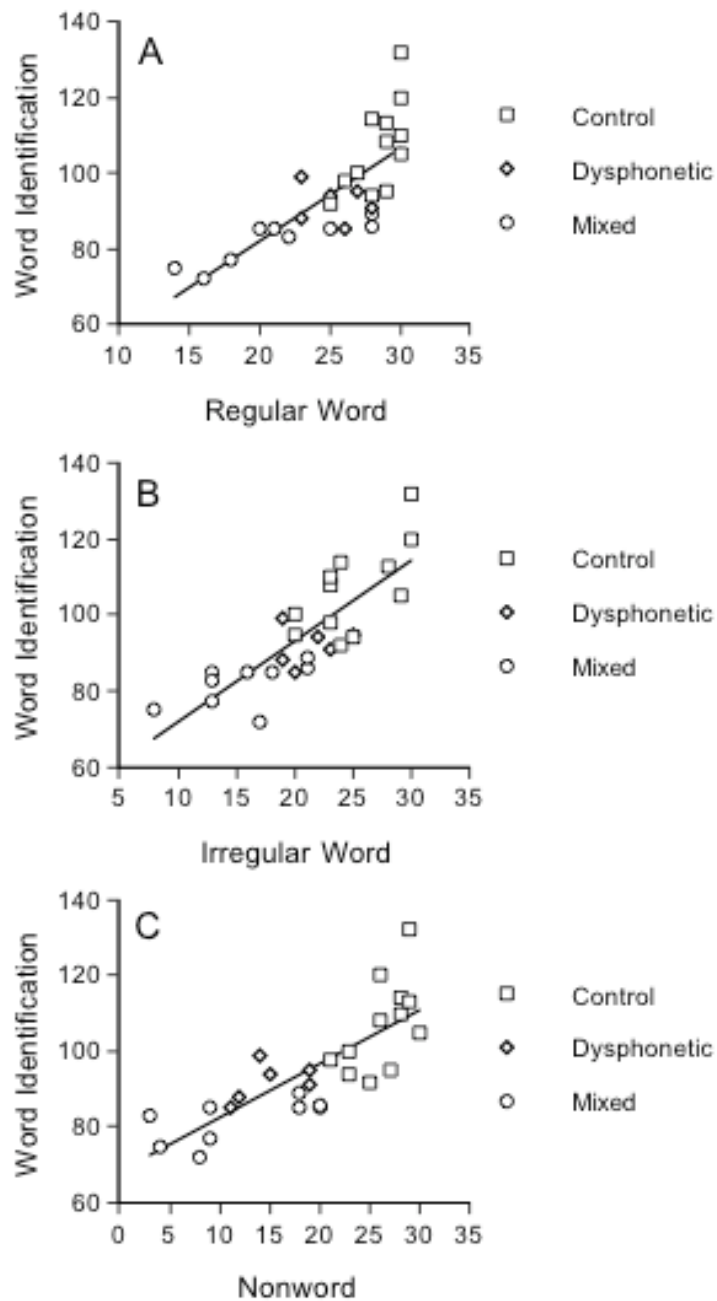 140
A
120
100
80
60
10 15 20 25 30 35
Word Identification
Regular Word
Control
Dysphonetic
Mixed
140
B
120
100
80
60
5 10 15 20 25 30 35
Word Identification
Irregular Word
Control
Dysphonetic
Mixed
140
C
120
100
80
60
0 5 10 15 20 25 30 35
Word Identification
Nonword
Control
Dysphonetic
Mixed